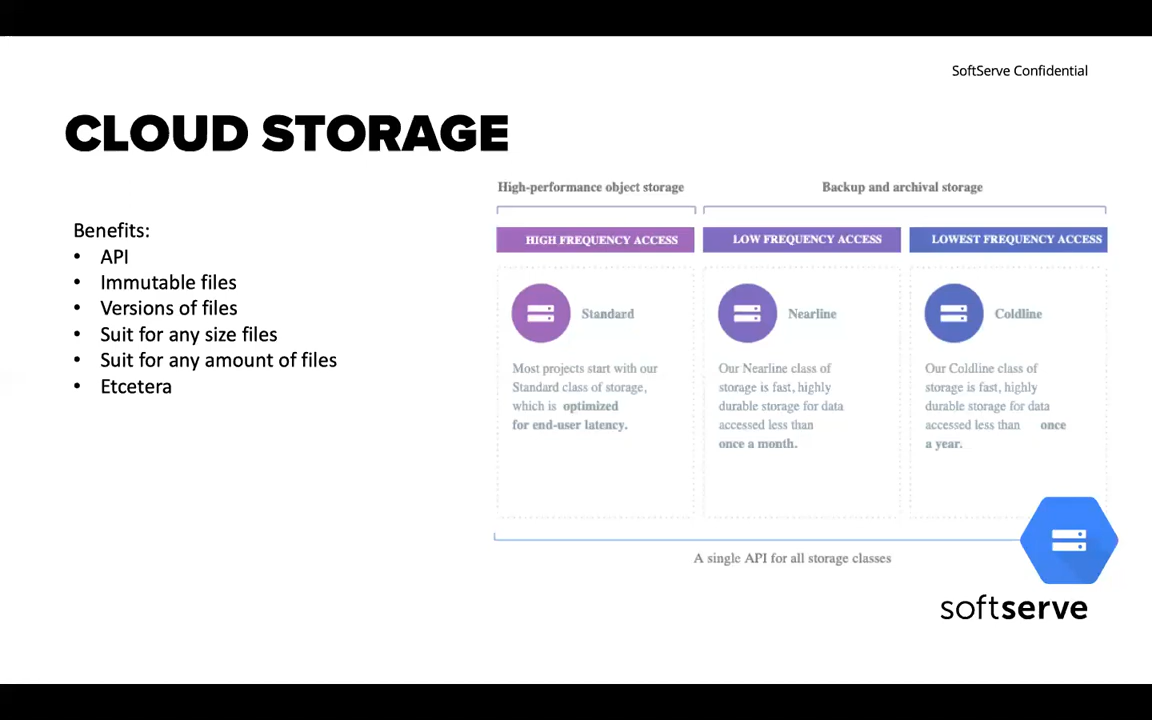 SoftServe Confidential
CLOUD STORAGE
Benefits:
• API
• Immutable files
• Versions of files
• Suit for any size files
• Suit for any amount of files
• Etcetera
High-performance object storage
Backup and archival storage
HIGH FREQUENCY ACCESS
LOW FREQUENCY ACCESS
LOWEST FREQUENCY ACCESS
Standard
Most projects start with our
Standard class of storage,
which is optimized
for end-user latency.
Nearline
Our Nearline class of
storage is fast, highly
durable storage for data
accessed less than
once a month.
Coldline
Our Coldline class of
storage is fast, highly
durable storage for data
accessed less than once
a year.
A single API for all storage classes
softserve